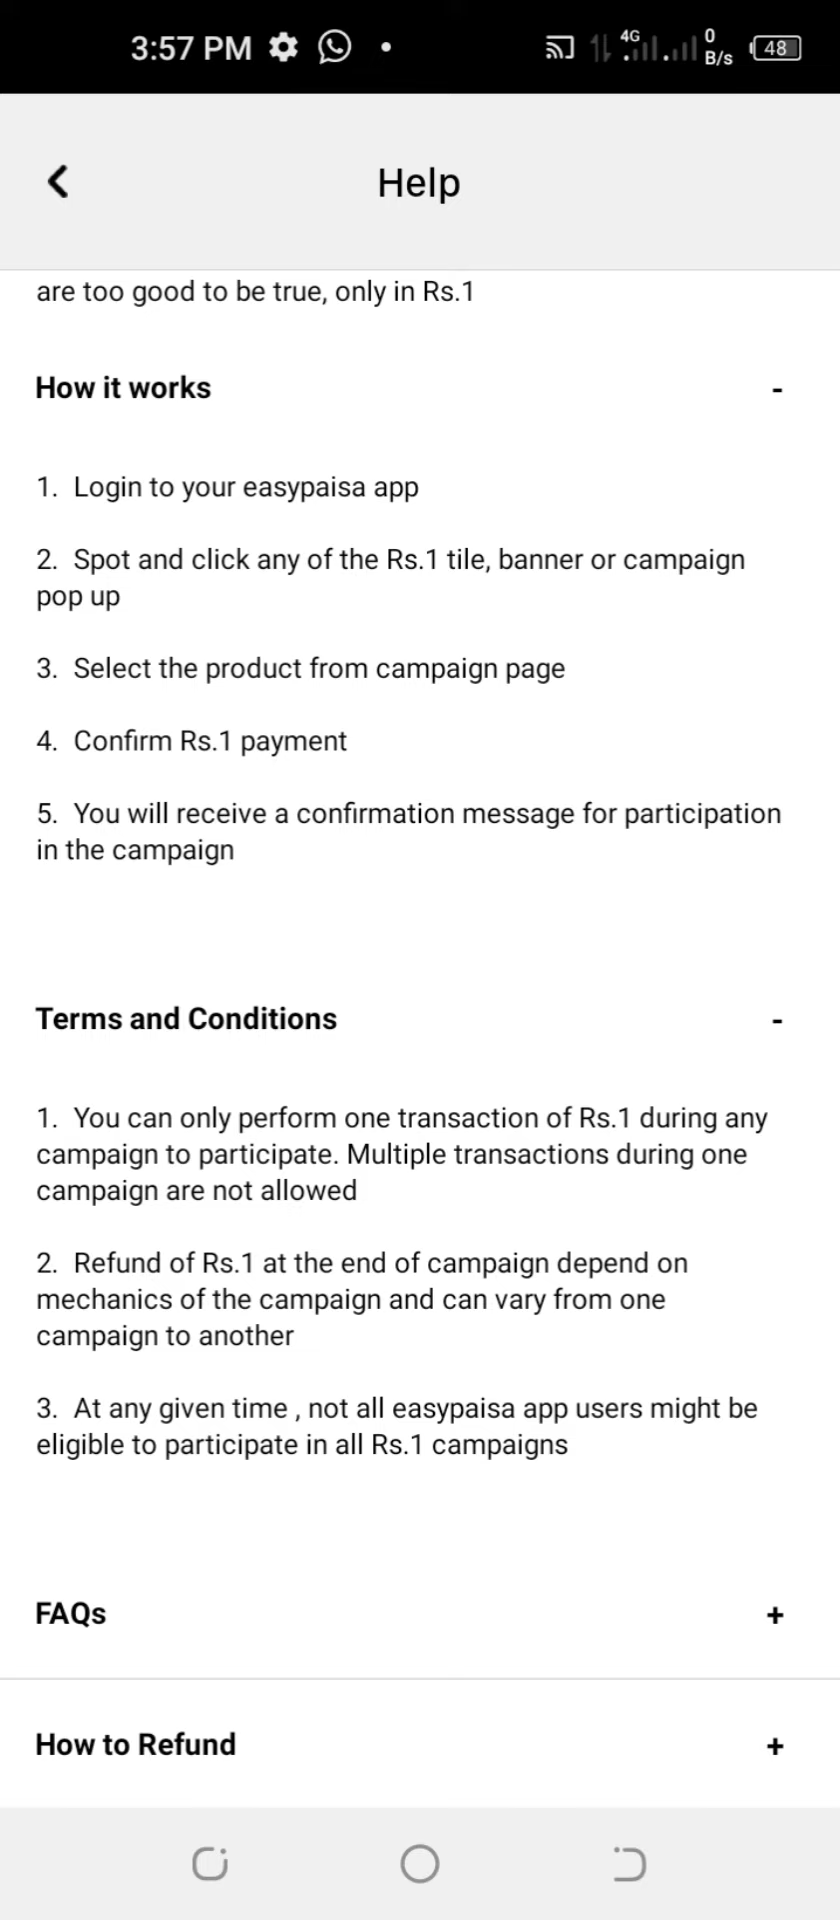 3:57 PM
4G
0
B/s
48
Help
are too good to be true, only in Rs.1
How it works
-
1. Login to your easypaisa app
2. Spot and click any of the Rs.1 tile, banner or campaign
pop up
3. Select the product from campaign page
4. Confirm Rs.1 payment
5. You will receive a confirmation message for participation
in the campaign
Terms and Conditions
-
1. You can only perform one transaction of Rs.1 during any
campaign to participate. Multiple transactions during one
campaign are not allowed
2. Refund of Rs.1 at the end of campaign depend on
mechanics of the campaign and can vary from one
campaign to another
3. At any given time , not all easypaisa app users might be
eligible to participate in all Rs.1 campaigns
FAQs
+
How to Refund
+